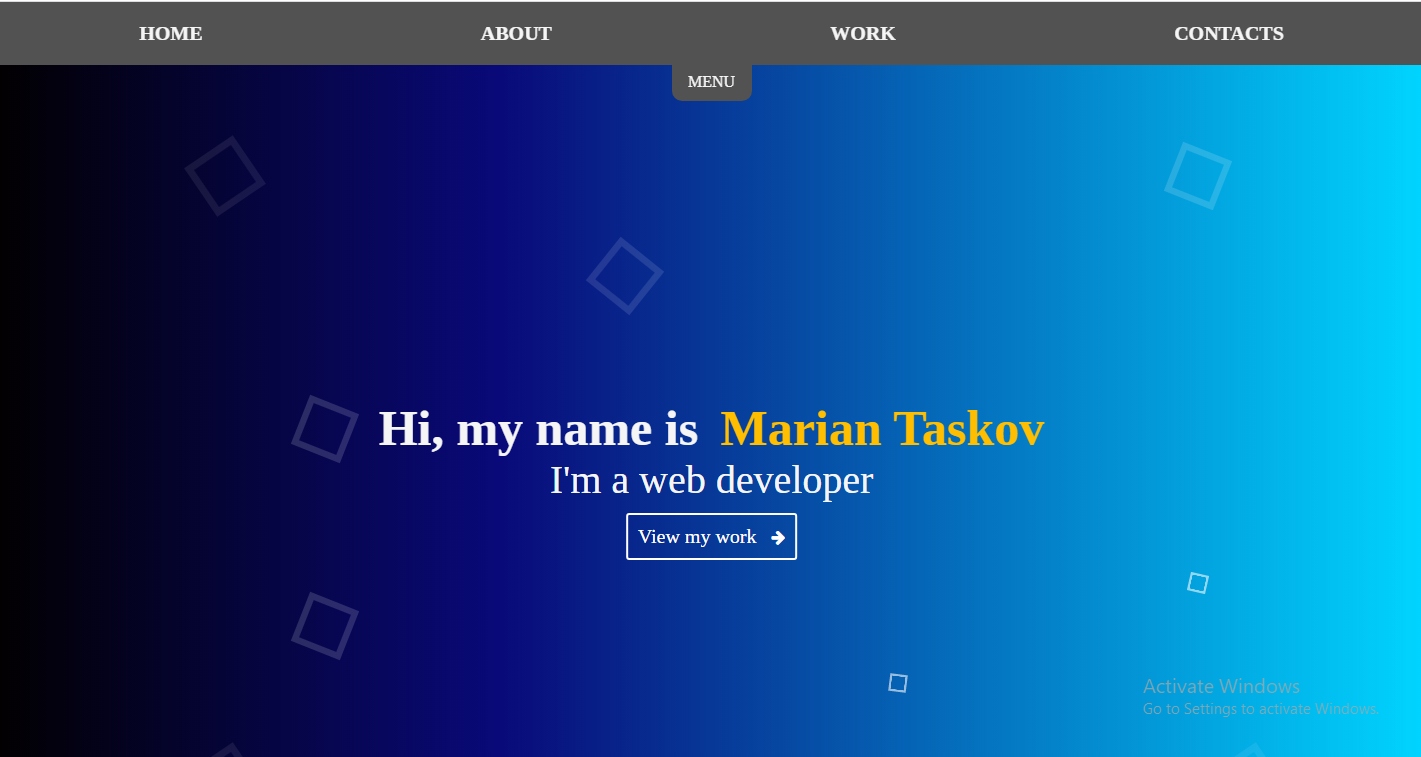 HOME ABOUT WORK CONTACTS
MENU
Hi, my name is Marian Taskov
I'm a web developer
View my work
Activate Windows
Go to Settings to activate Windows.